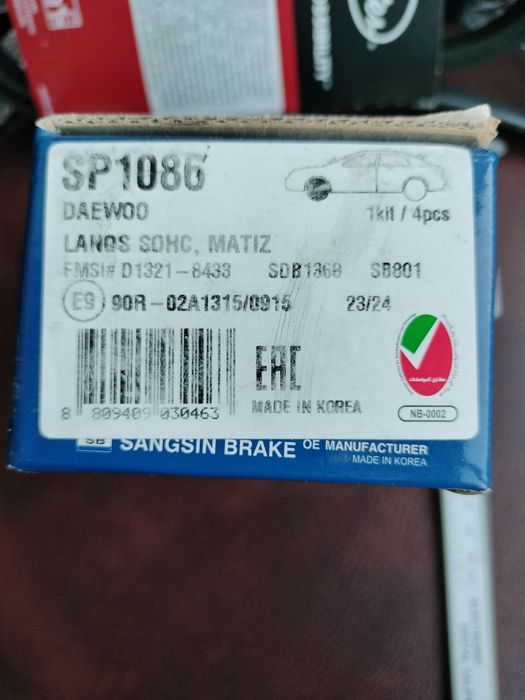 SP1086
DAEWOO
1kit / 4pcs
LANOS SOHC, MATIZ
FMSI# D1321-8433 SDB1368 SB801
E9 90R-02A1315/0915 23/24
EAC
8 809409 030463
MADE IN KOREA
NB-0002
SB SANGSIN BRAKE OE MANUFACTURER
MADE IN KOREA